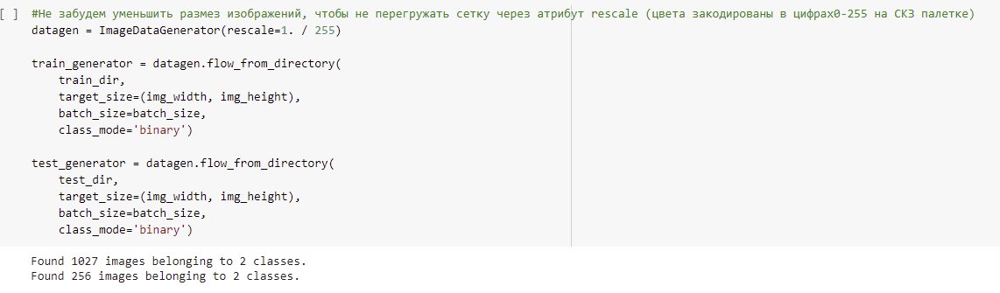 [ ] #Не забудем уменьшить размез изображений, чтобы не перегружать сетку через атрибут rescale (цвета закодированы в цифрах0-255 на СКЗ палетке)
datagen = ImageDataGenerator(rescale=1. / 255)
train_generator = datagen.flow_from_directory(
train_dir,
target_size=(img_width, img_height),
batch_size=batch_size,
class_mode='binary')
test_generator = datagen.flow_from_directory(
test_dir,
target_size=(img_width, img_height),
batch_size=batch_size,
class_mode='binary')
Found 1027 images belonging to 2 classes.
Found 256 images belonging to 2 classes.